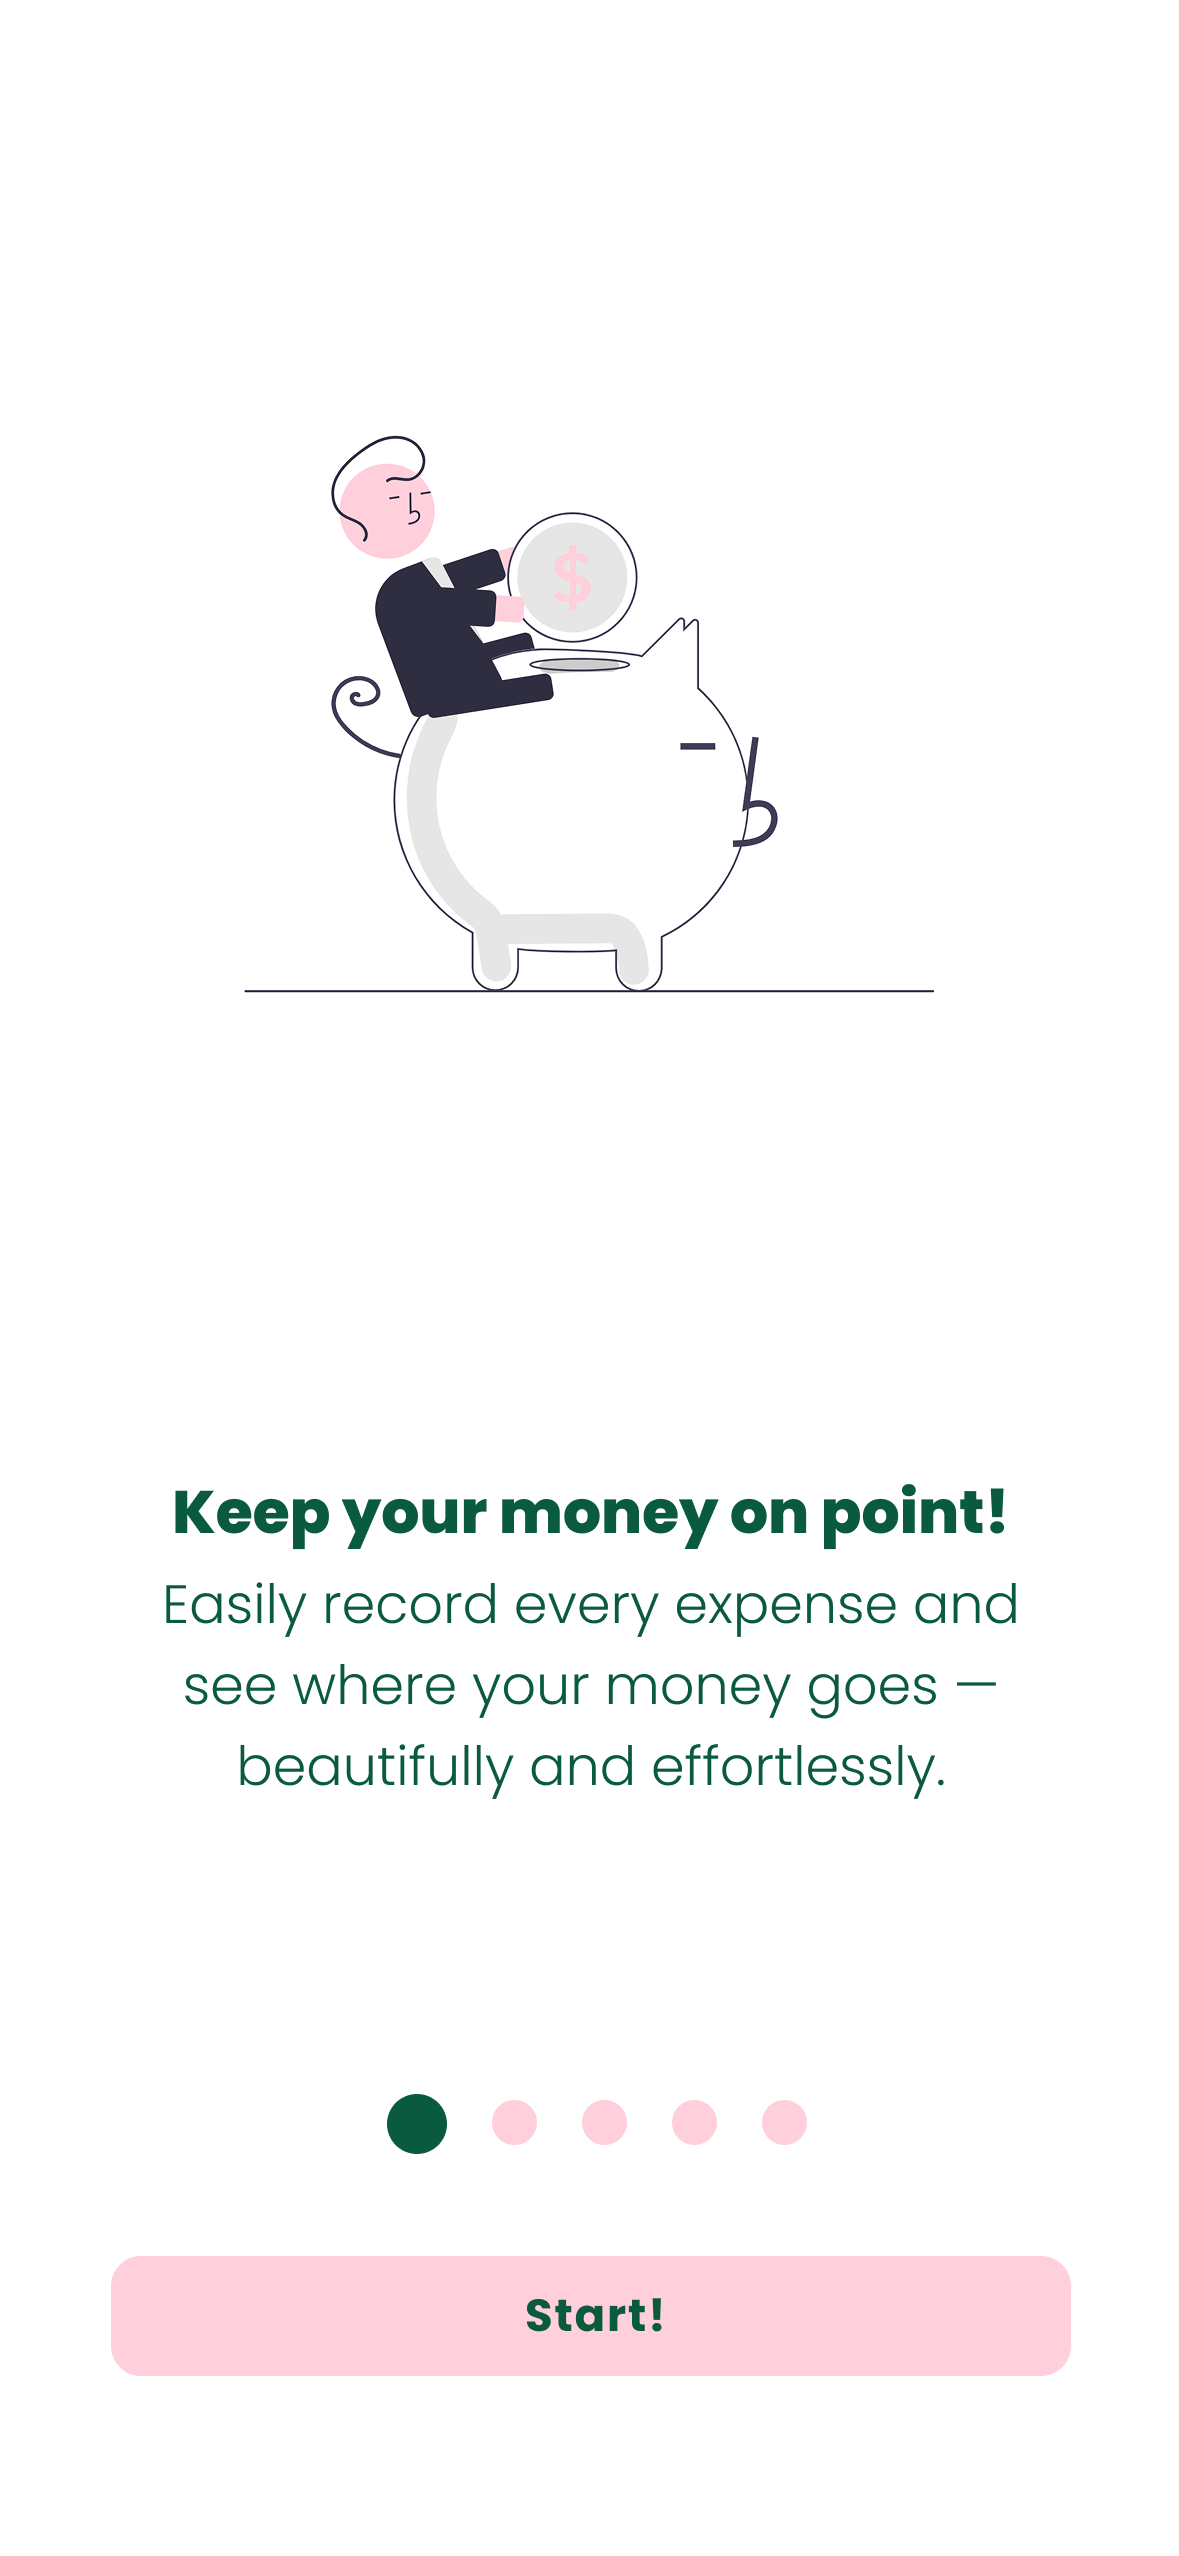 $
Keep your money on point!
Easily record every expense and
see where your money goes —
beautifully and effortlessly.
Start!